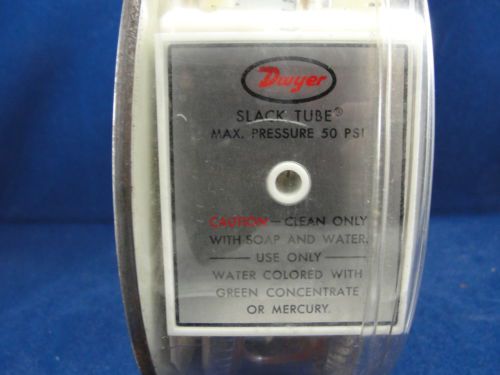 Dwyer
SLACK TUBE®
MAX. PRESSURE 50 PSI
CAUTION — CLEAN ONLY
WITH SOAP AND WATER.
— USE ONLY —
WATER COLORED WITH
GREEN CONCENTRATE
OR MERCURY.